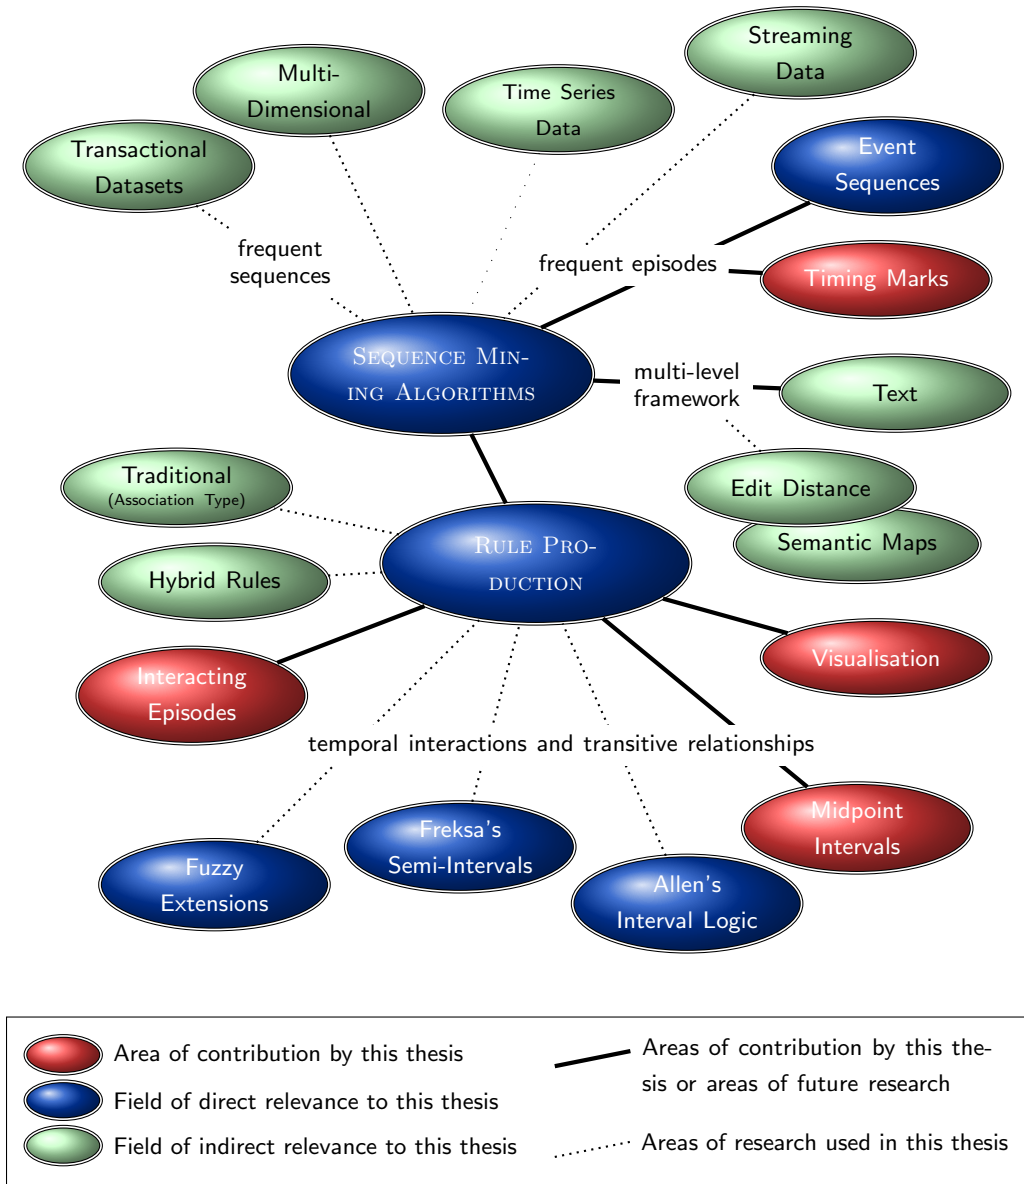 Streaming
Data
Multi-
Dimensional
Time Series
Data
Transactional
Datasets
Event
Sequences
frequent
sequences
frequent episodes
Timing Marks
Sequence Min-
ing Algorithms
multi-level
framework
Text
Traditional
(Association Type)
Edit Distance
Semantic Maps
Rule Pro-
duction
Hybrid Rules
Interacting
Episodes
Visualisation
temporal interactions and transitive relationships
Midpoint
Intervals
Freksa's
Semi-Intervals
Fuzzy
Extensions
Allen's
Interval Logic
Area of contribution by this thesis
Field of direct relevance to this thesis
Field of indirect relevance to this thesis
Areas of contribution by this the-
sis or areas of future research
Areas of research used in this thesis